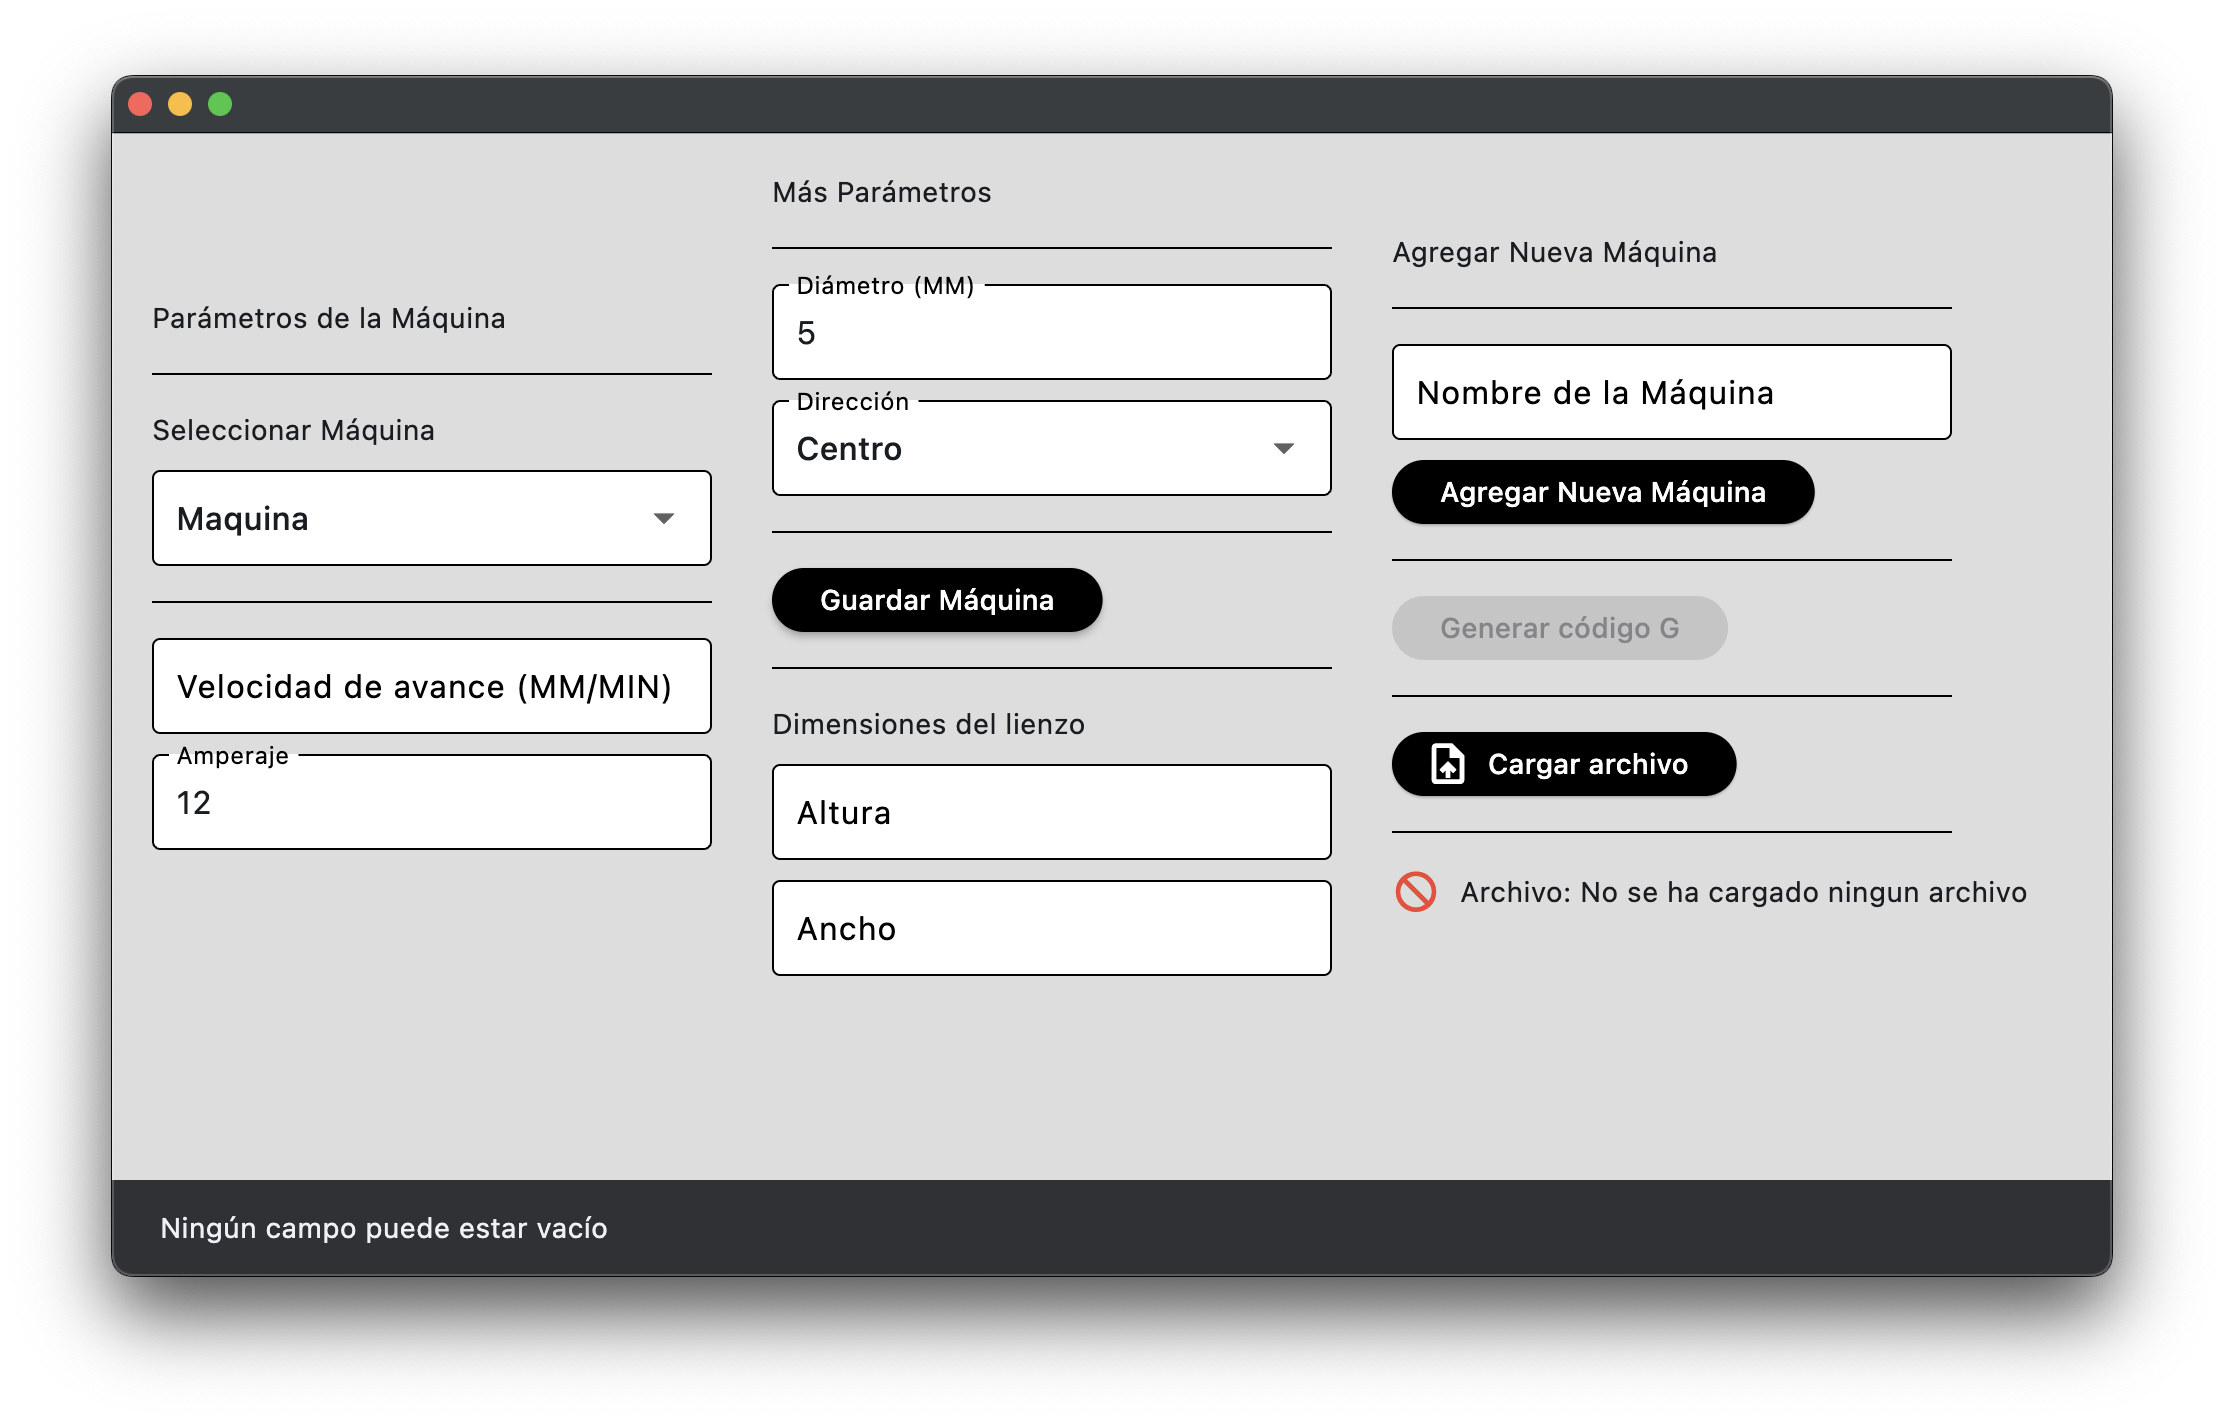 Parámetros de la Máquina
Seleccionar Máquina
Maquina
Velocidad de avance (MM/MIN)
Amperaje
12
Más Parámetros
Diámetro (MM)
5
Dirección
Centro
Guardar Máquina
Dimensiones del lienzo
Altura
Ancho
Agregar Nueva Máquina
Nombre de la Máquina
Agregar Nueva Máquina
Generar código G
Cargar archivo
Archivo: No se ha cargado ningun archivo
Ningún campo puede estar vacío